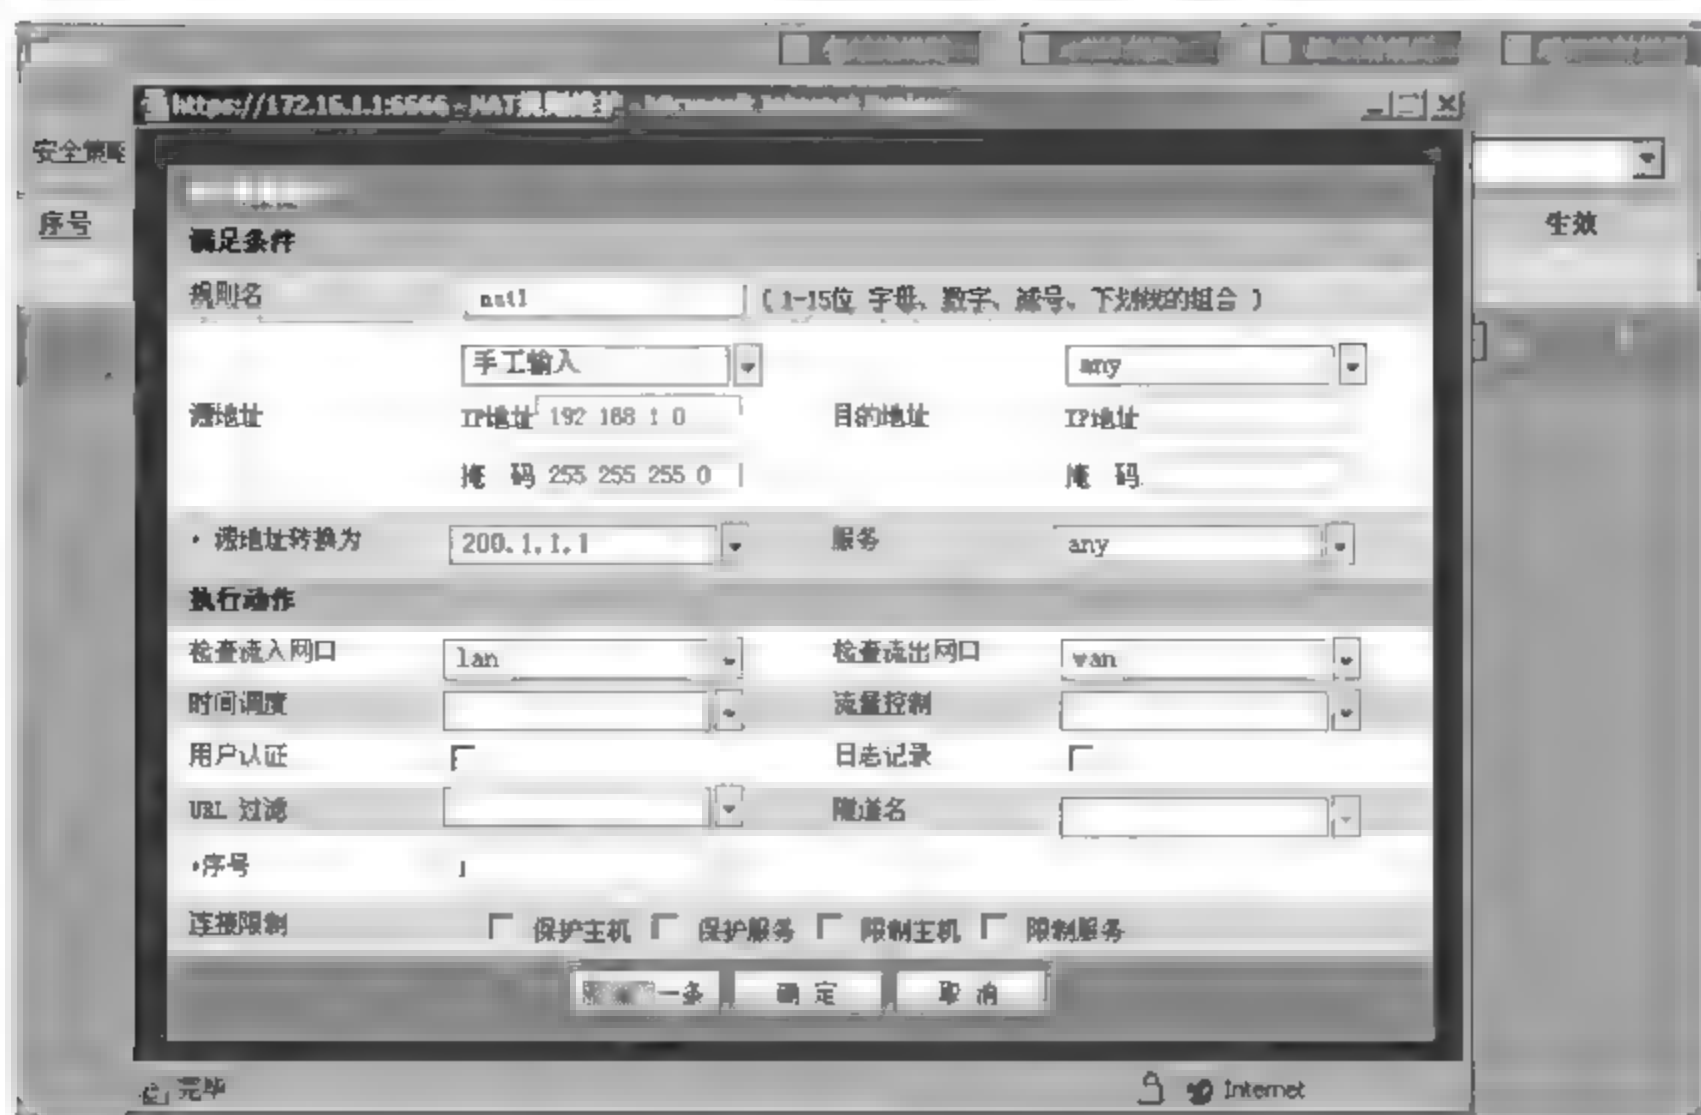 https://172.16.1.1:6666 - NAT规则维护
安全策略
序号
生效
满足条件
规则名 nat1 ( 1-15位 字母、数字、减号、下划线的组合 )
手工输入 any
源地址 IP地址 192 168 1 0 目的地址 IP地址
掩 码 255 255 255 0 掩 码
* 源地址转换为 200.1.1.1 服务 any
执行动作
检查流入网口 lan 检查流出网口 wan
时间调度 流量控制
用户认证 日志记录
URL 过滤 隧道名
*序号 1
连接限制 保护主机 保护服务 限制主机 限制服务
一条 确 定 取 消
完毕 Internet